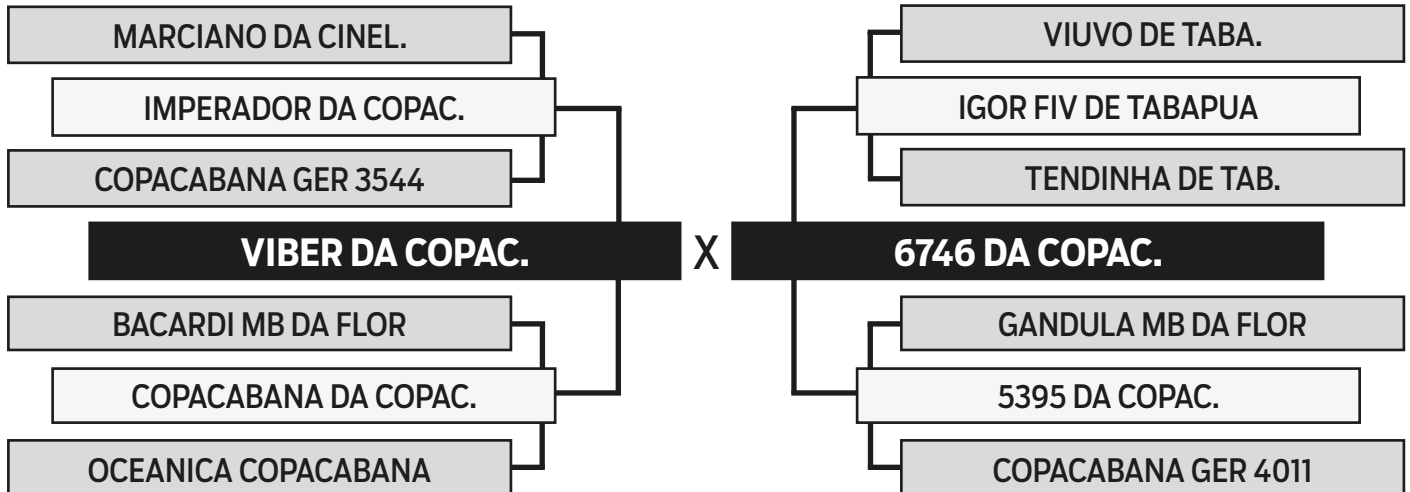 MARCIANO DA CINEL.
IMPERADOR DA COPAC.
COPACABANA GER 3544
VIBER DA COPAC.
BACARDI MB DA FLOR
COPACABANA DA COPAC.
OCEANICA COPACABANA
X
VIUVO DE TABA.
IGOR FIV DE TABAPUA
TENDINHA DE TAB.
6746 DA COPAC.
GANDULA MB DA FLOR
5395 DA COPAC.
COPACABANA GER 4011